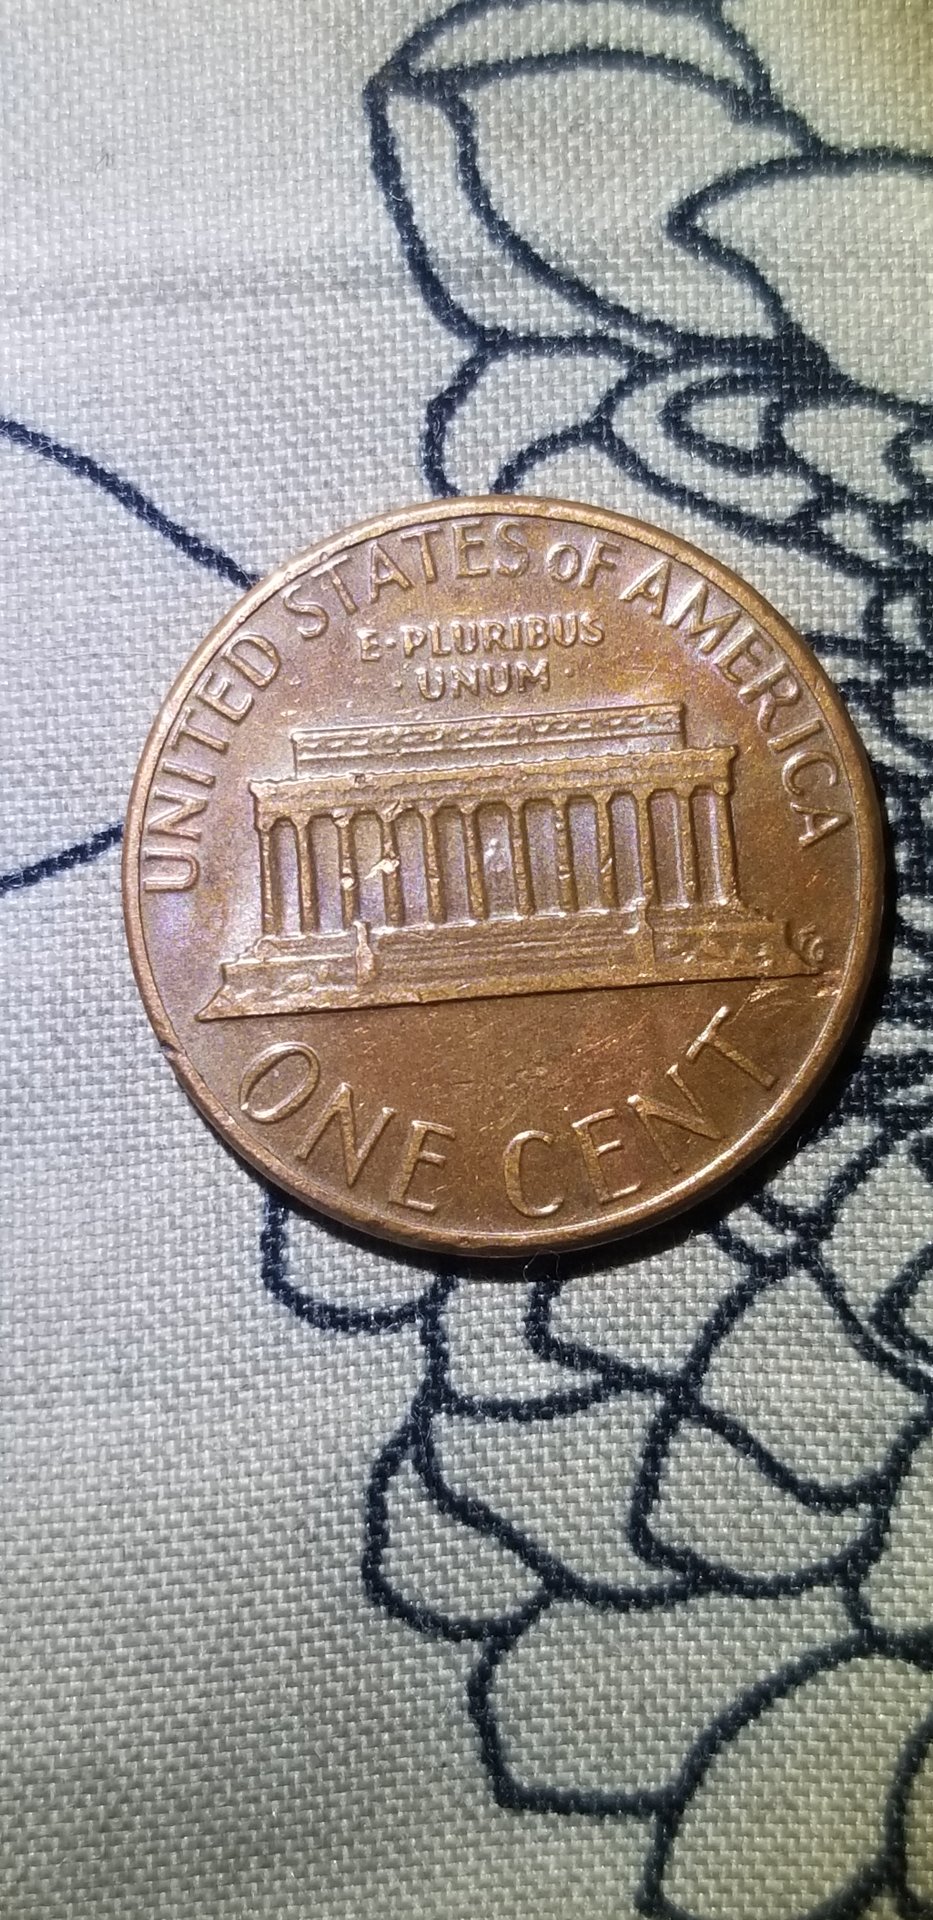 UNITED STATES OF AMERICA
E·PLURIBUS
·UNUM·
ONE CENT